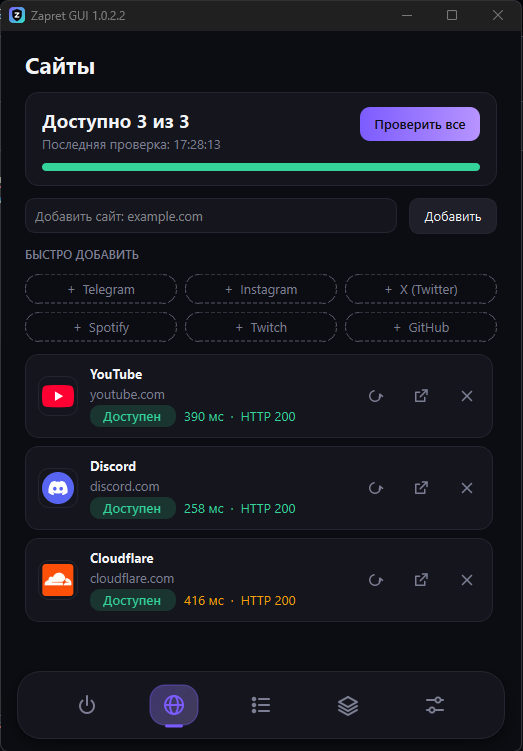 Zapret GUI 1.0.2.2
Сайты
Доступно 3 из 3
Последняя проверка: 17:28:13
Проверить все
Добавить сайт: example.com
Добавить
БЫСТРО ДОБАВИТЬ
+ Telegram
+ Instagram
+ X (Twitter)
+ Spotify
+ Twitch
+ GitHub
YouTube
youtube.com
Доступен 390 мс · HTTP 200
Discord
discord.com
Доступен 258 мс · HTTP 200
Cloudflare
cloudflare.com
Доступен 416 мс · HTTP 200